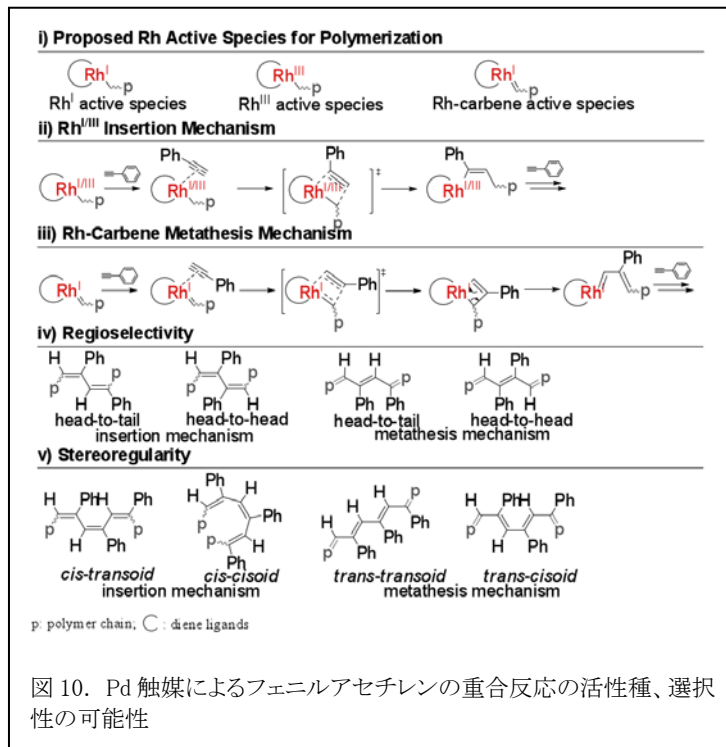 i) Proposed Rh Active Species for Polymerization
Rh^I p Rh^III p Rh^I p
Rh^I active species Rh^III active species Rh-carbene active species
ii) Rh^I/III Insertion Mechanism
Ph Ph ‡ Ph
Rh^I/III p Rh^I/III p Rh^I/III p Rh^I/III p
iii) Rh-Carbene Metathesis Mechanism
Ph ‡ Ph
Rh^I p Rh^I Ph p Rh^I Ph p Rh Ph p Rh^I p
iv) Regioselectivity
H Ph p p H Ph H Ph p p Ph H Ph H H p p Ph Ph H Ph p p Ph H
head-to-tail head-to-head head-to-tail head-to-head
insertion mechanism metathesis mechanism
v) Stereoregularity
H Ph H Ph p H Ph p H Ph H Ph p p H Ph H H p p Ph Ph Ph H Ph H Ph p p H Ph
cis-transoid cis-cisoid trans-transoid trans-cisoid
insertion mechanism metathesis mechanism
p: polymer chain; C : diene ligands
図 10. Pd 触媒によるフェニルアセチレンの重合反応の活性種、選択
性の可能性